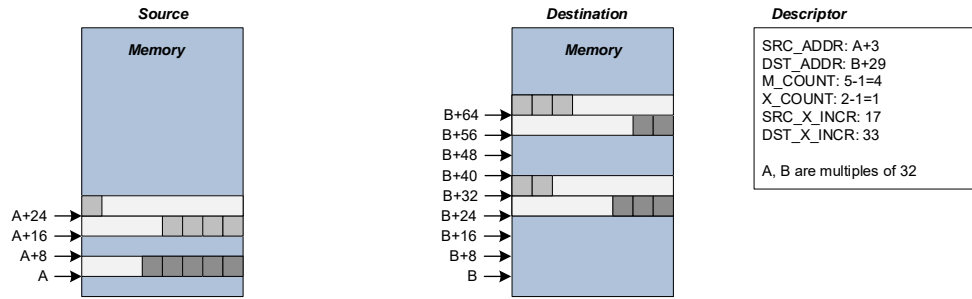 Source
Destination
Descriptor
Memory
Memory
SRC_ADDR: A+3
DST_ADDR: B+29
M_COUNT: 5-1=4
X_COUNT: 2-1=1
SRC_X_INCR: 17
DST_X_INCR: 33
A, B are multiples of 32
A+24
A+16
A+8
A
B+64
B+56
B+48
B+40
B+32
B+24
B+16
B+8
B